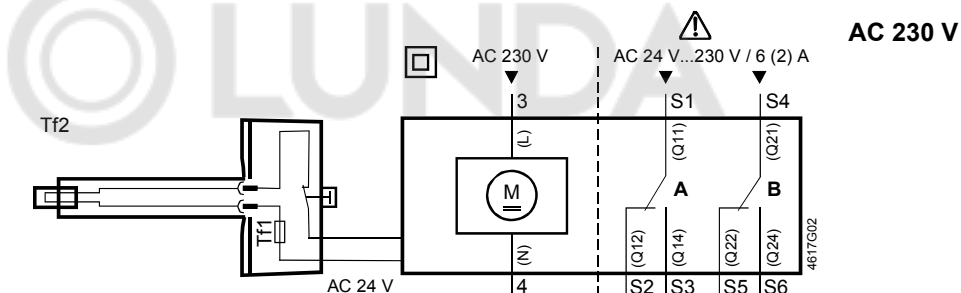 LUNDA
AC 230 V
AC 230 V
AC 24 V...230 V / 6 (2) A
3
S1
S4
Tf2
(L)
(Q11)
(Q21)
M
A
B
Tf1
(N)
(Q12)
(Q14)
(Q22)
(Q24)
4617G02
AC 24 V
4
S2
S3
S5
S6